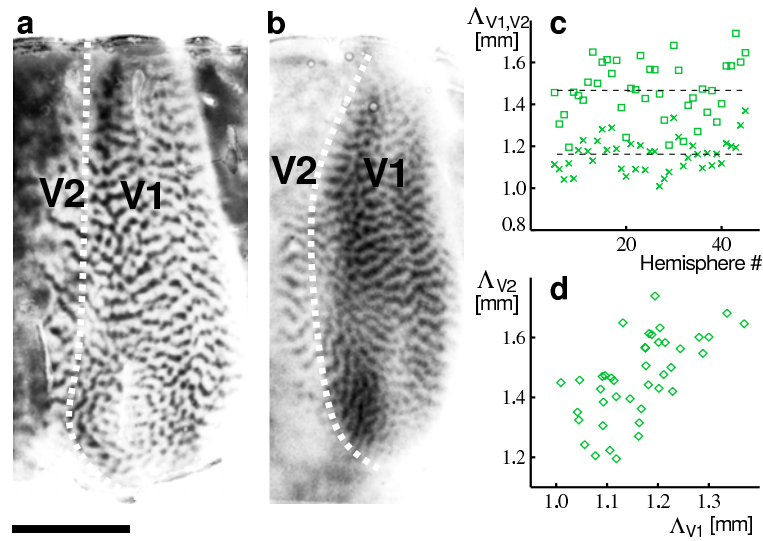 a
V2 V1
b
V2 V1
c
Λ_V1,V2
[mm]
1.6
1.4
1.2
1.0
0.8
20 40
Hemisphere #
d
Λ_V2
[mm]
1.6
1.4
1.2
1.0 1.1 1.2 1.3
Λ_V1 [mm]